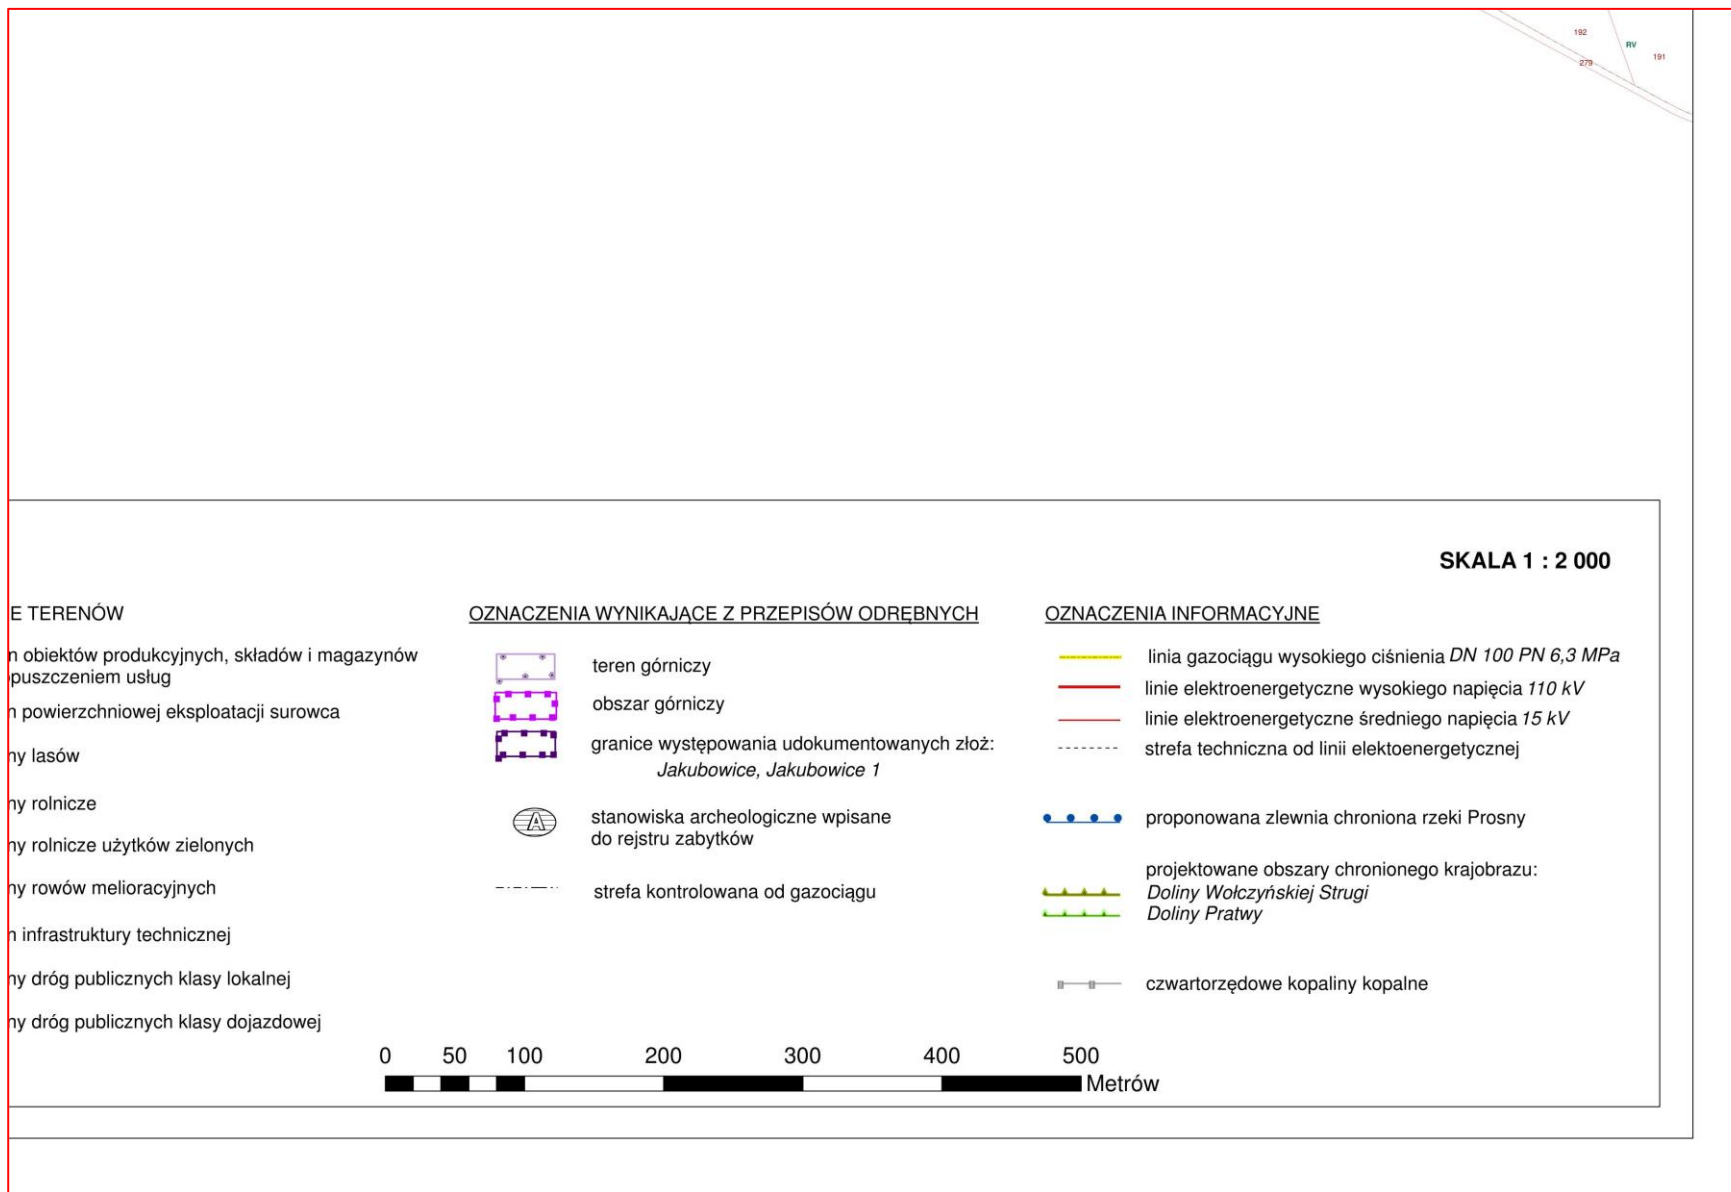 192
RV
191
279
SKALA 1 : 2 000
E TERENÓW
n obiektów produkcyjnych, składów i magazynów
puszczeniem usług
n powierzchniowej eksploatacji surowca
ny lasów
ny rolnicze
ny rolnicze użytków zielonych
ny rowów melioracyjnych
n infrastruktury technicznej
ny dróg publicznych klasy lokalnej
ny dróg publicznych klasy dojazdowej
OZNACZENIA WYNIKAJĄCE Z PRZEPISÓW ODRĘBNYCH
teren górniczy
obszar górniczy
granice występowania udokumentowanych złoż:
Jakubowice, Jakubowice 1
A
stanowiska archeologiczne wpisane
do rejstru zabytków
strefa kontrolowana od gazociągu
OZNACZENIA INFORMACYJNE
linia gazociągu wysokiego ciśnienia DN 100 PN 6,3 MPa
linie elektroenergetyczne wysokiego napięcia 110 kV
linie elektroenergetyczne średniego napięcia 15 kV
strefa techniczna od linii elektoenergetycznej
proponowana zlewnia chroniona rzeki Prosny
projektowane obszary chronionego krajobrazu:
Doliny Wołczyńskiej Strugi
Doliny Pratwy
czwartorzędowe kopaliny kopalne
0 50 100 200 300 400 500
Metrów